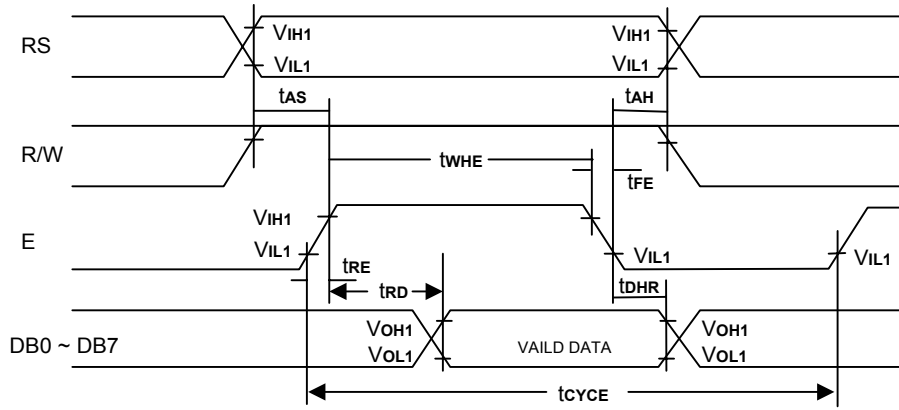 RS
VIH1
VIH1
VIL1
VIL1
tAS
tAH
R/W
tWHE
tFE
VIH1
E
VIL1
VIL1
VIL1
tRE
tRD
tDHR
VOH1
VOH1
DB0 ~ DB7
VAILD DATA
VOL1
VOL1
tCYCE